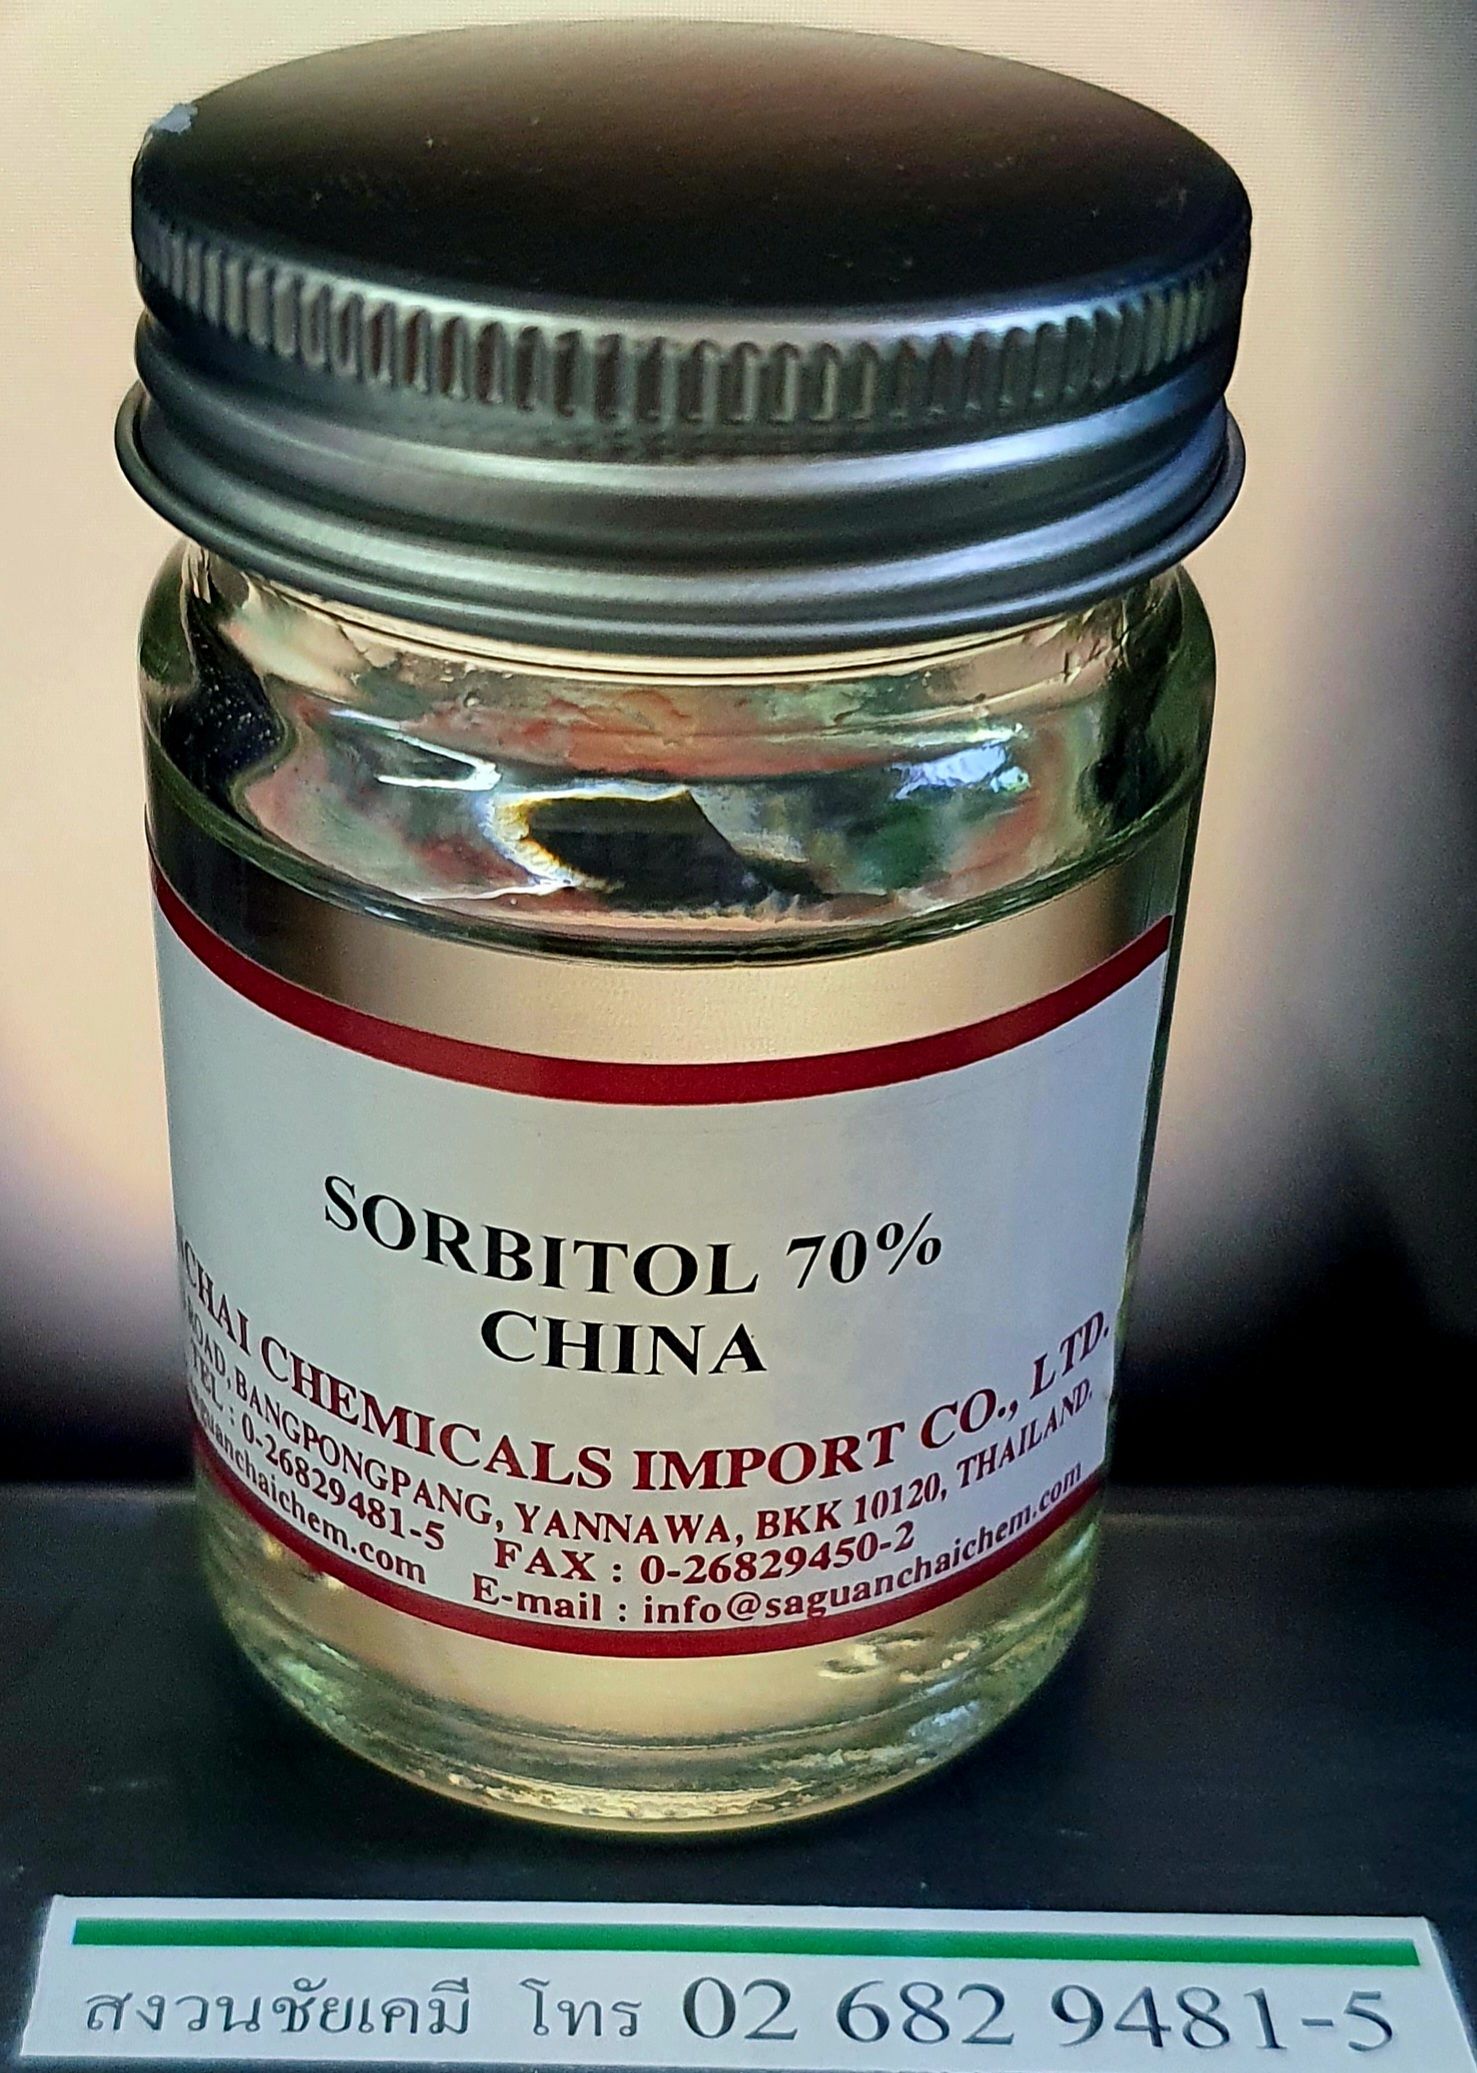 SORBITOL 70%
CHINA
CHAI CHEMICALS IMPORT CO., LTD.
ROAD, BANGPONGPANG, YANNAWA, BKK 10120, THAILAND.
TEL : 0-26829481-5 FAX : 0-26829450-2
guanchaichem.com E-mail : info@saguanchaichem.com
สงวนชัยเคมี โทร 02 682 9481-5